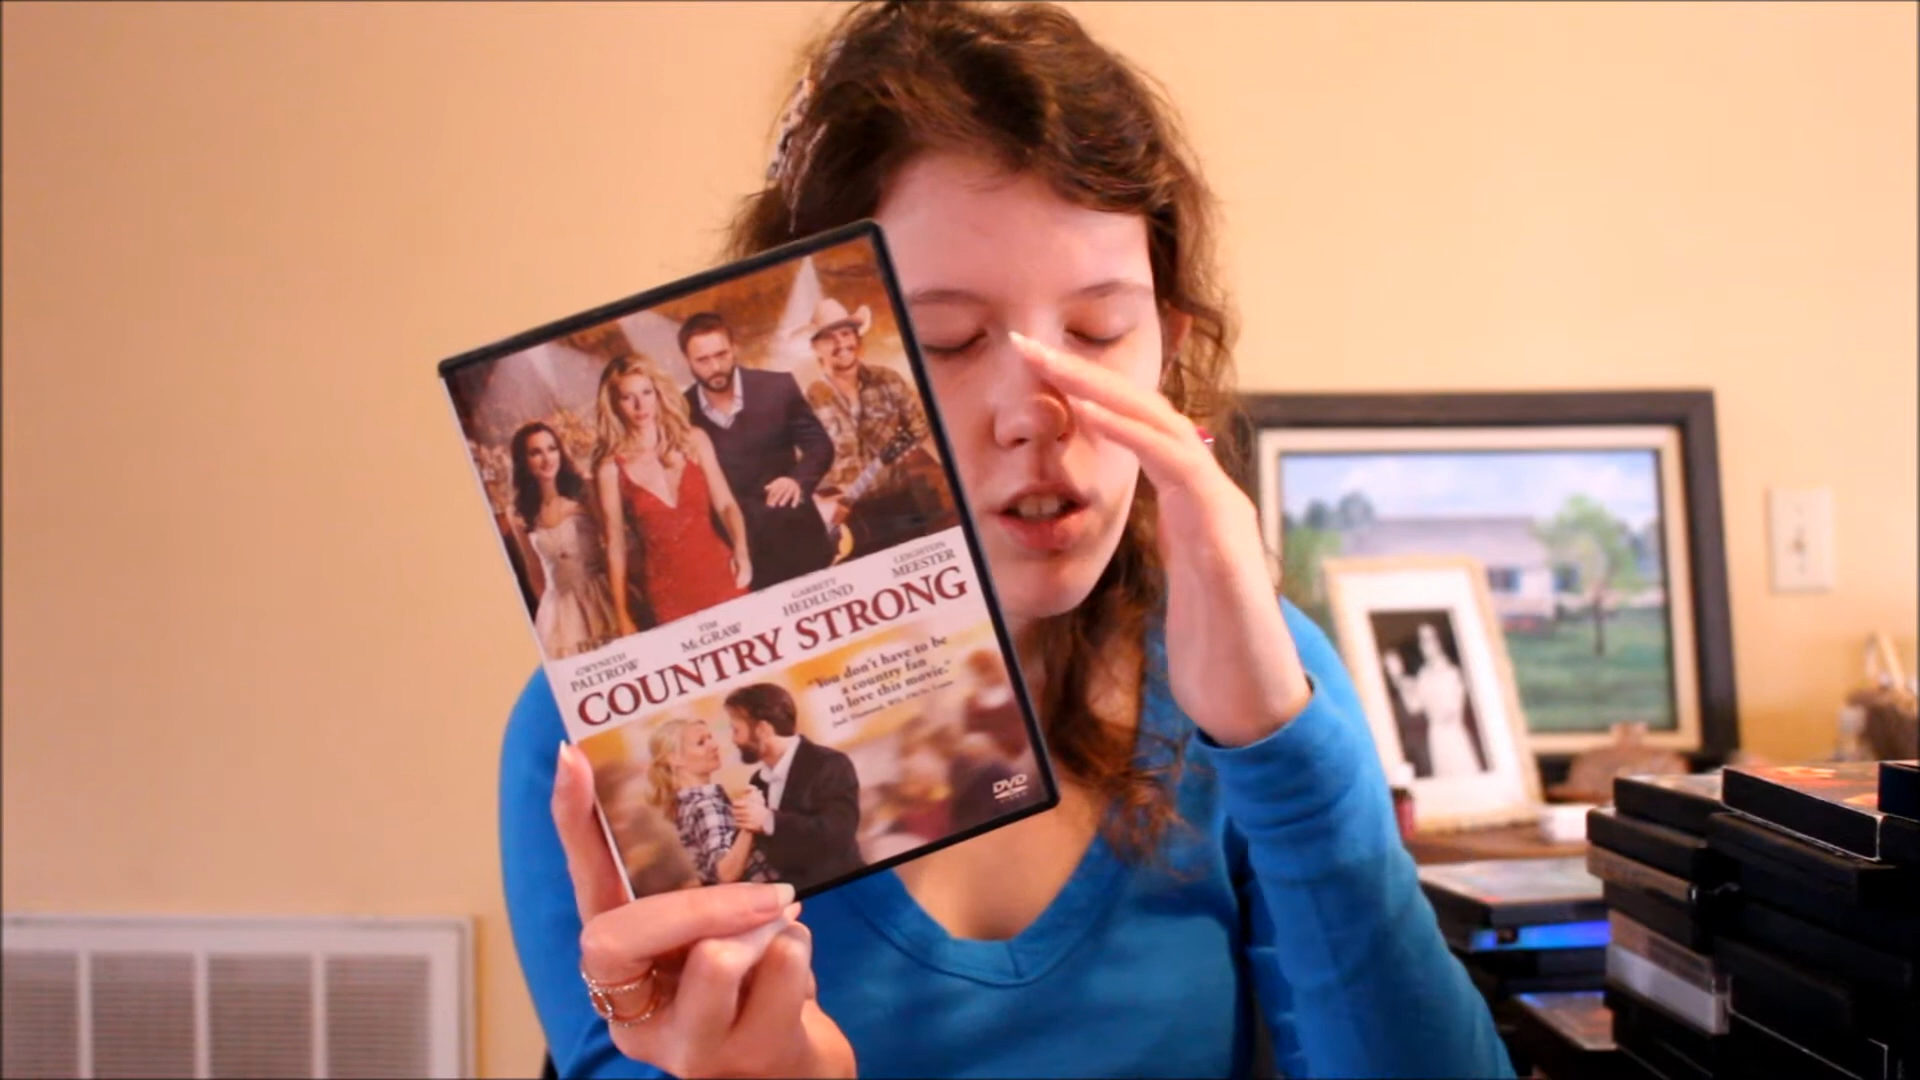 GWYNETH
PALTROW
TIM
McGRAW
GARRETT
HEDLUND
LEIGHTON
MEESTER
COUNTRY STRONG
"You don't have to be
a country fan
to love this movie."
DVD
VIDEO